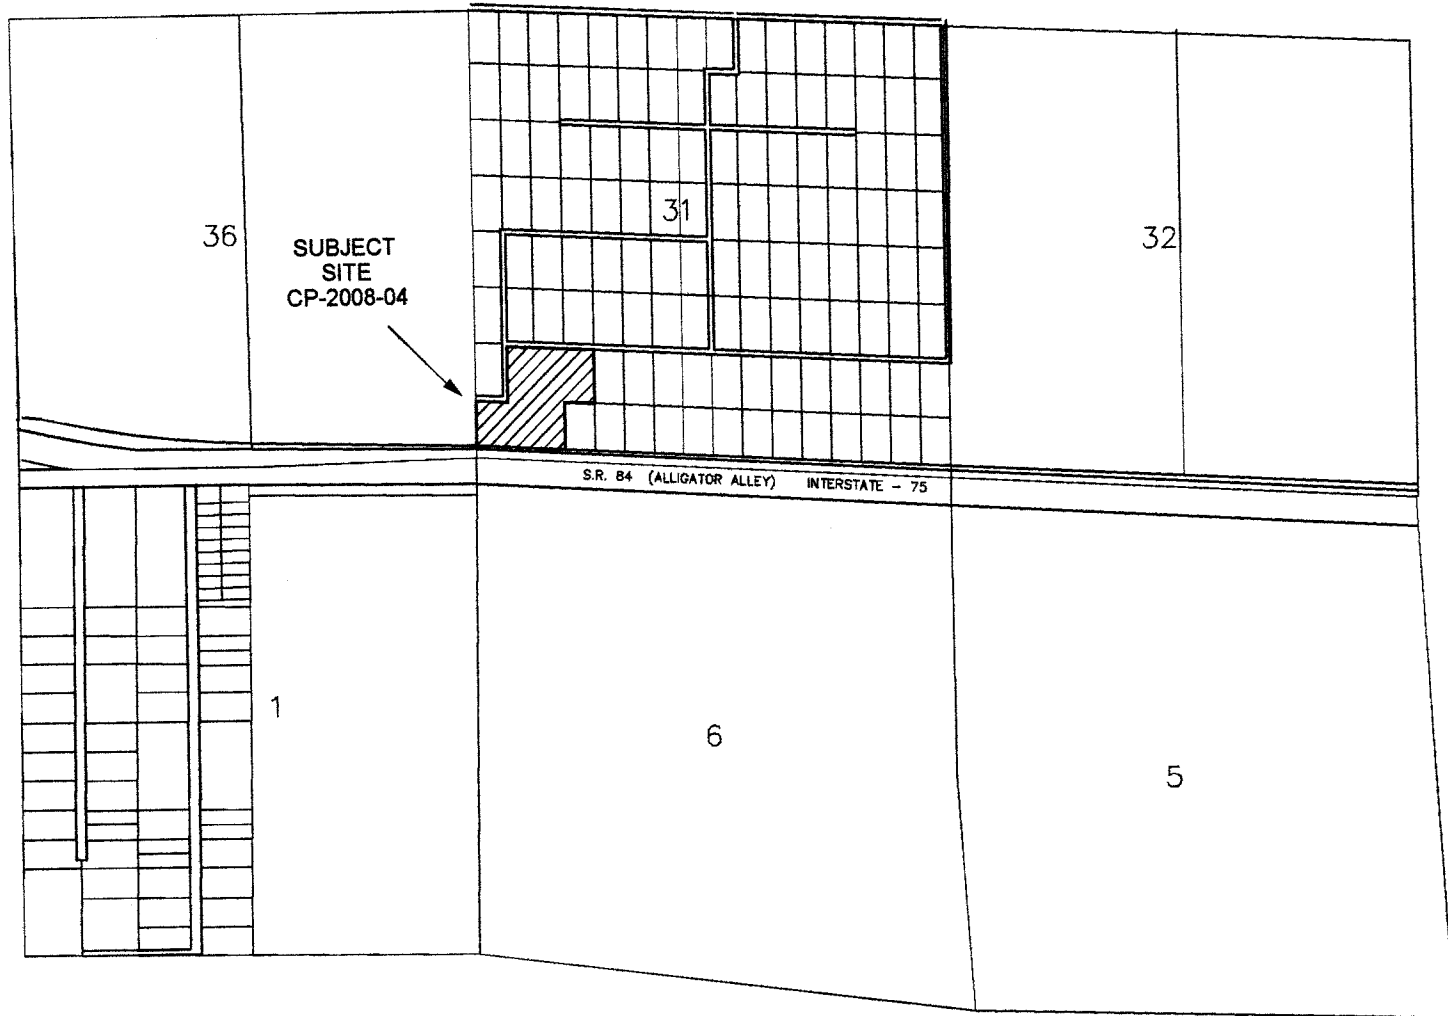 36
31
32
SUBJECT
SITE
CP-2008-04
S.R. 84 (ALLIGATOR ALLEY) INTERSTATE - 75
1
6
5